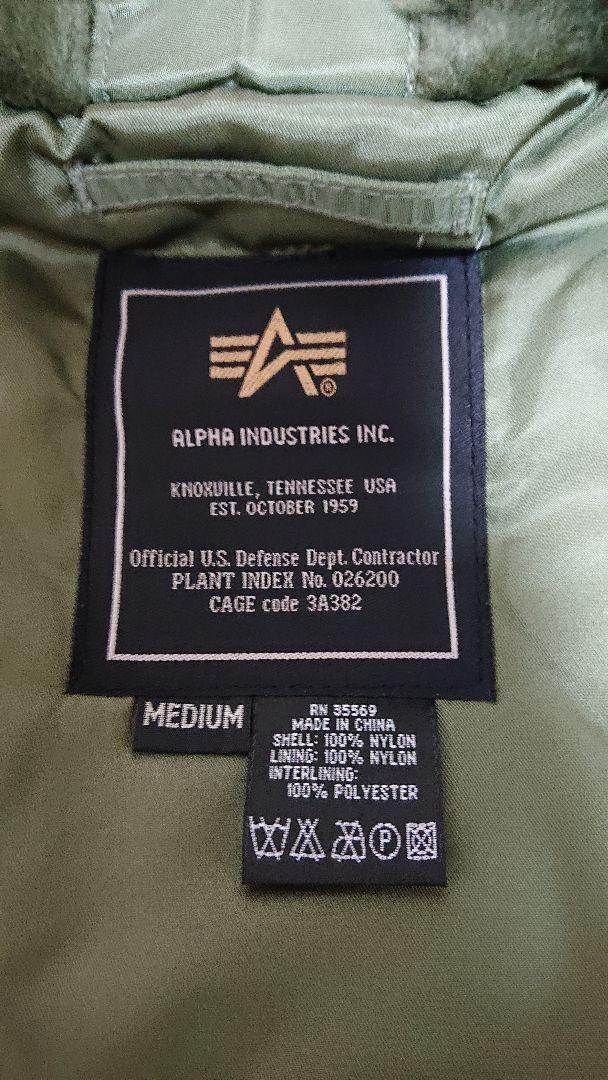 ®
ALPHA INDUSTRIES INC.
KNOXVILLE, TENNESSEE USA
EST. OCTOBER 1959
Official U.S. Defense Dept. Contractor
PLANT INDEX No. 026200
CAGE code 3A382
MEDIUM
RN 35569
MADE IN CHINA
SHELL: 100% NYLON
LINING: 100% NYLON
INTERLINING:
100% POLYESTER
P